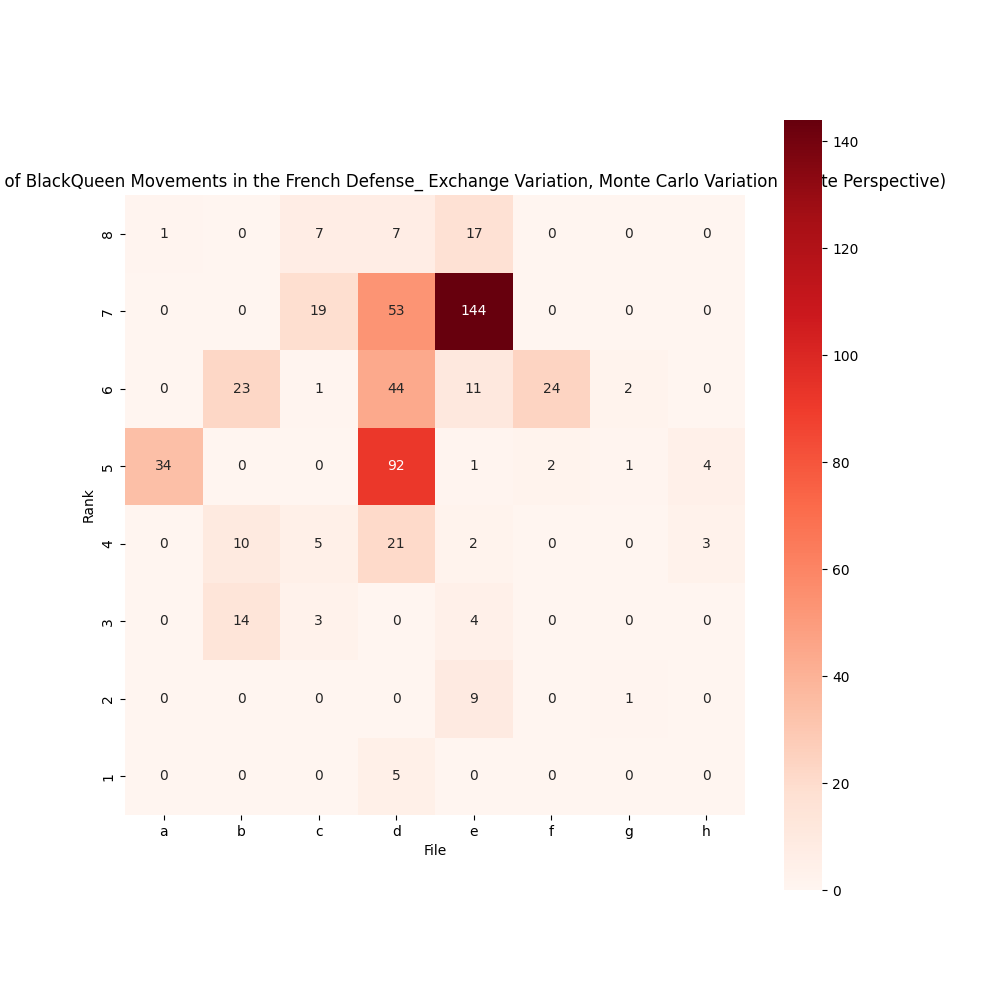 of BlackQueen Movements in the French Defense_ Exchange Variation, Monte Carlo Variation te Perspective)
140
120
100
80
60
40
20
0
8 1 0 7 7 17 0 0 0
7 0 0 19 53 144 0 0 0
6 0 23 1 44 11 24 2 0
5 34 0 0 92 1 2 1 4
Rank
4 0 10 5 21 2 0 0 3
3 0 14 3 0 4 0 0 0
2 0 0 0 0 9 0 1 0
1 0 0 0 5 0 0 0 0
a b c d e f g h
File